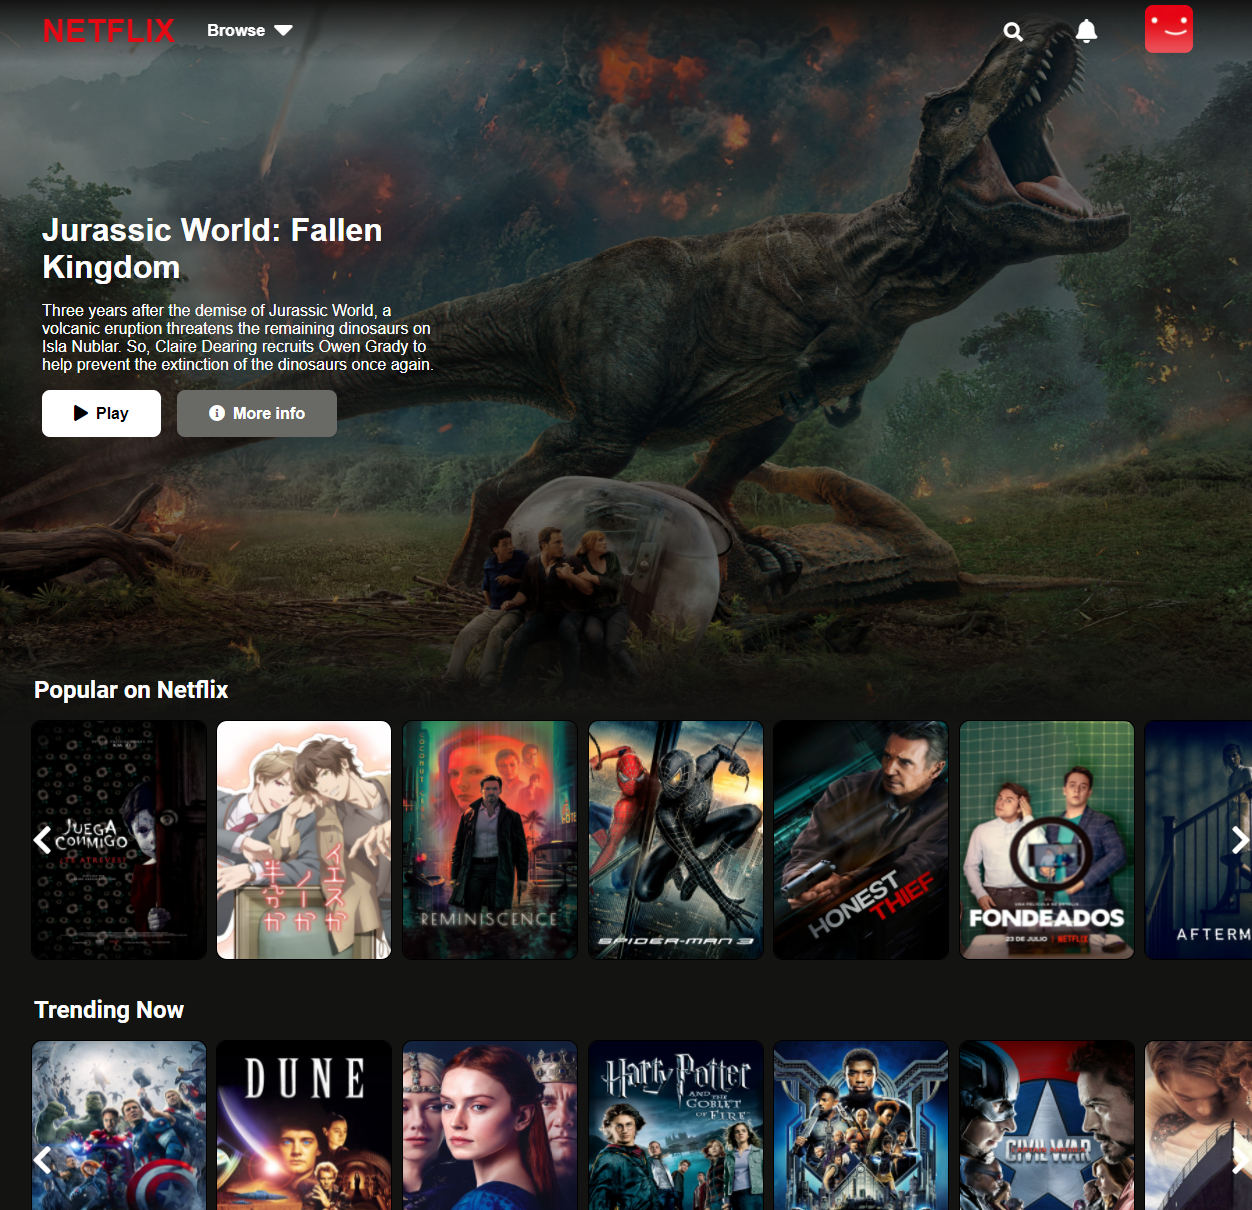 NETFLIX
Browse
Jurassic World: Fallen
Kingdom
Three years after the demise of Jurassic World, a
volcanic eruption threatens the remaining dinosaurs on
Isla Nublar. So, Claire Dearing recruits Owen Grady to
help prevent the extinction of the dinosaurs once again.
Play
More info
Popular on Netflix
JUEGA
CONMIGO
¿TE ATREVES?
イエスか
ノーか
半分か
REMINISCENCE
SPIDER-MAN 3
HONEST
THIEF
FONDEADOS
23 DE JULIO | NETFLIX
AFTERM
Trending Now
DUNE
Harry Potter
AND THE
GOBLET
OF FIRE
CIVIL WAR